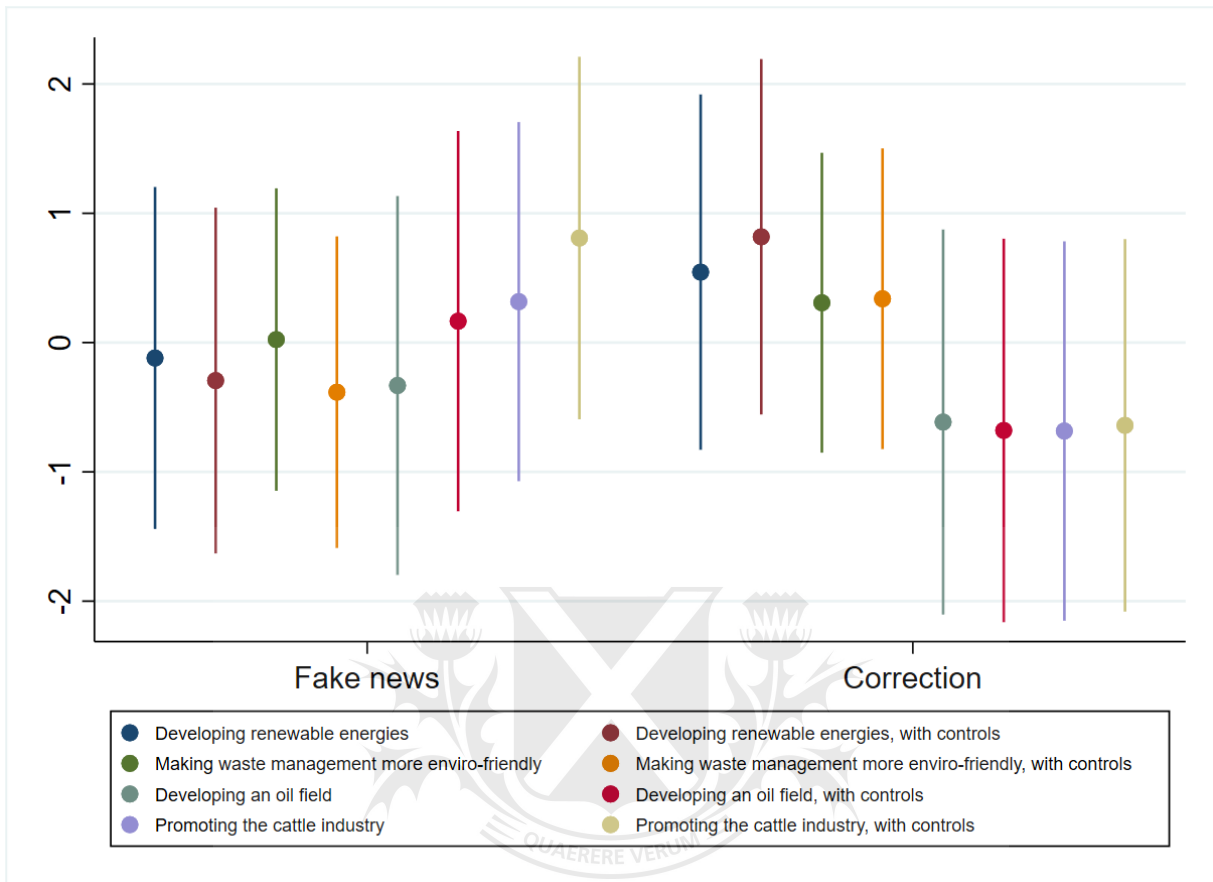 2
1
0
-1
-2
Fake news Correction
Developing renewable energies Developing renewable energies, with controls
Making waste management more enviro-friendly Making waste management more enviro-friendly, with controls
Developing an oil field Developing an oil field, with controls
Promoting the cattle industry Promoting the cattle industry, with controls
QUAERERE VERUM